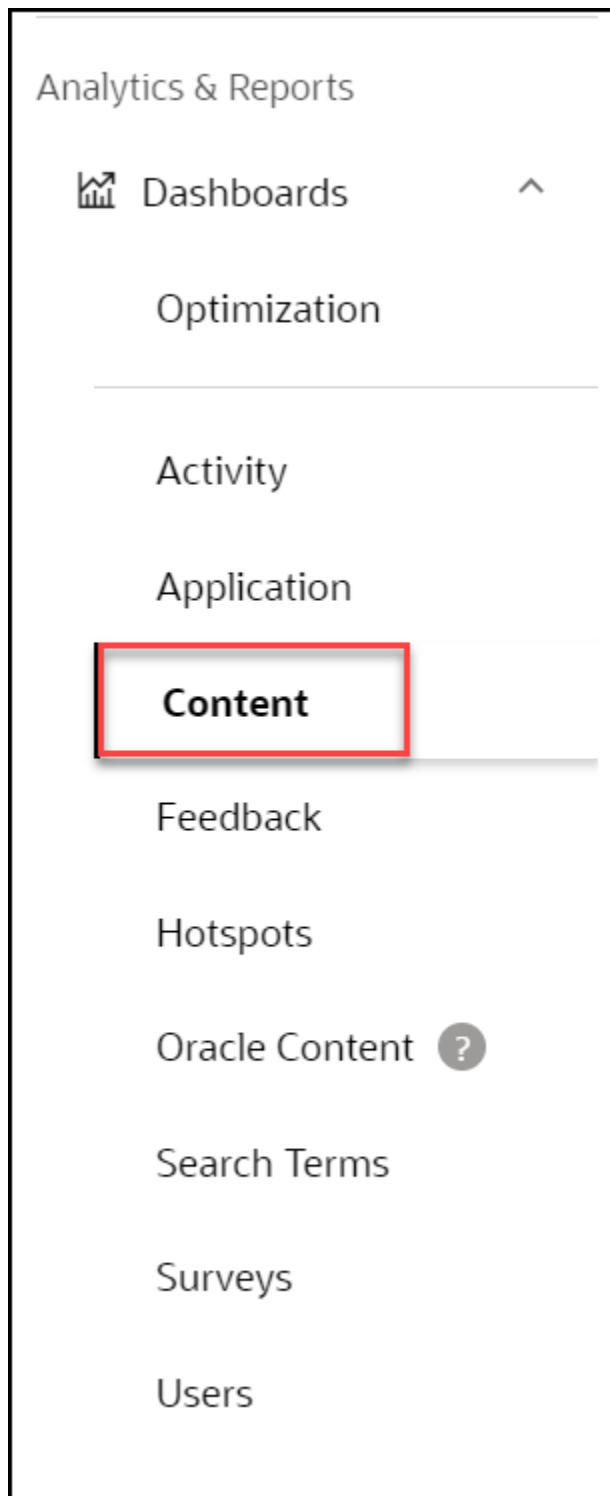 Analytics & Reports
Dashboards
Optimization
Activity
Application
Content
Feedback
Hotspots
Oracle Content ?
Search Terms
Surveys
Users